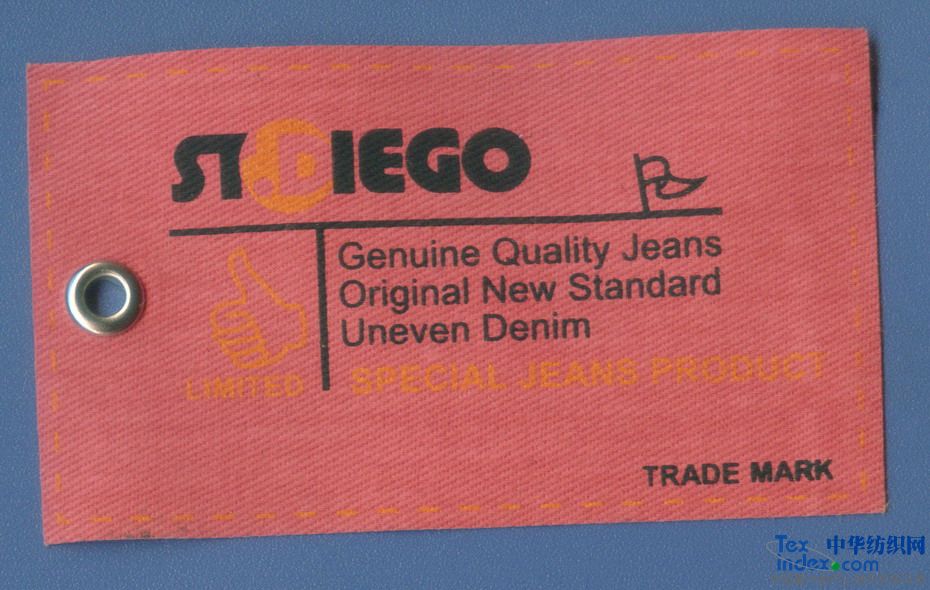 STDIEGO
Genuine Quality Jeans
Original New Standard
Uneven Denim
LIMITED
SPECIAL JEANS PRODUCT
TRADE MARK
Tex 中华纺织网
index.com